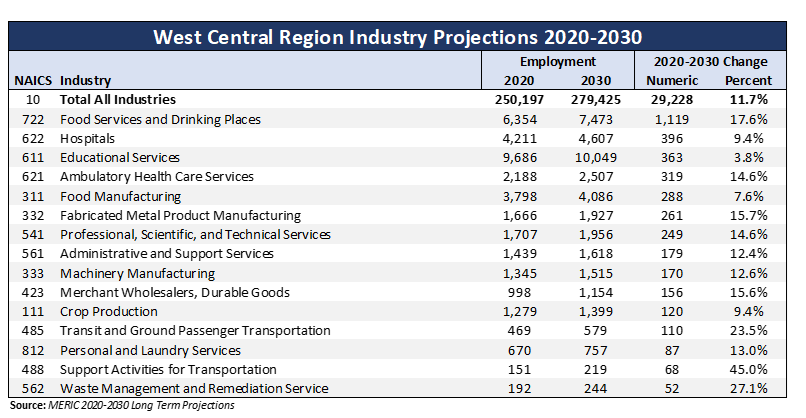 West Central Region Industry Projections 2020-2030
Employment 2020-2030 Change
NAICS Industry 2020 2030 Numeric Percent
10 Total All Industries 250,197 279,425 29,228 11.7%
722 Food Services and Drinking Places 6,354 7,473 1,119 17.6%
622 Hospitals 4,211 4,607 396 9.4%
611 Educational Services 9,686 10,049 363 3.8%
621 Ambulatory Health Care Services 2,188 2,507 319 14.6%
311 Food Manufacturing 3,798 4,086 288 7.6%
332 Fabricated Metal Product Manufacturing 1,666 1,927 261 15.7%
541 Professional, Scientific, and Technical Services 1,707 1,956 249 14.6%
561 Administrative and Support Services 1,439 1,618 179 12.4%
333 Machinery Manufacturing 1,345 1,515 170 12.6%
423 Merchant Wholesalers, Durable Goods 998 1,154 156 15.6%
111 Crop Production 1,279 1,399 120 9.4%
485 Transit and Ground Passenger Transportation 469 579 110 23.5%
812 Personal and Laundry Services 670 757 87 13.0%
488 Support Activities for Transportation 151 219 68 45.0%
562 Waste Management and Remediation Service 192 244 52 27.1%
Source: MERIC 2020-2030 Long Term Projections